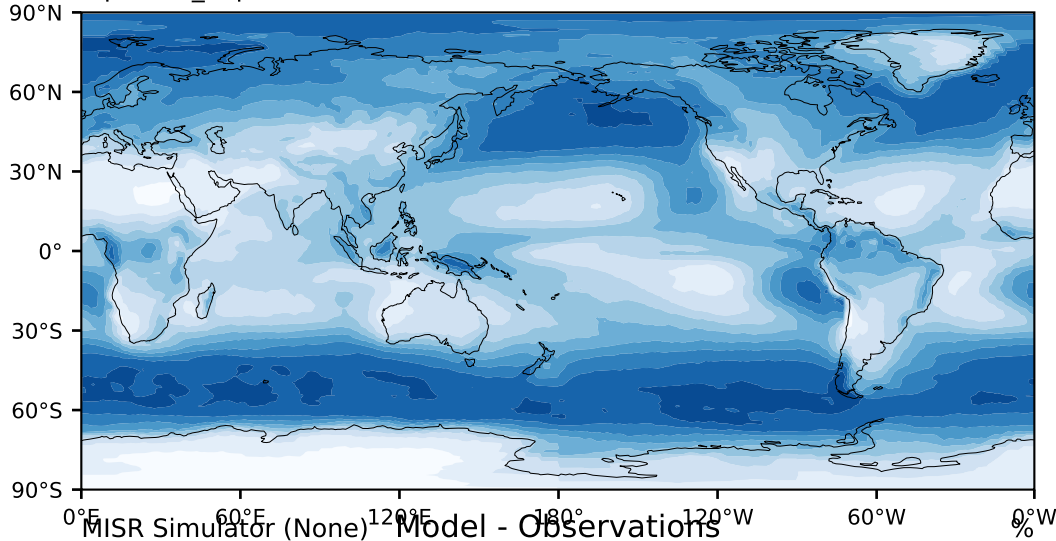 90°N
60°N
30°N
0°
30°S
60°S
90°S
0°E 60°E 120°E 180°W 120°W 60°W 0°W
MISR Simulator (None) Model - Observations %